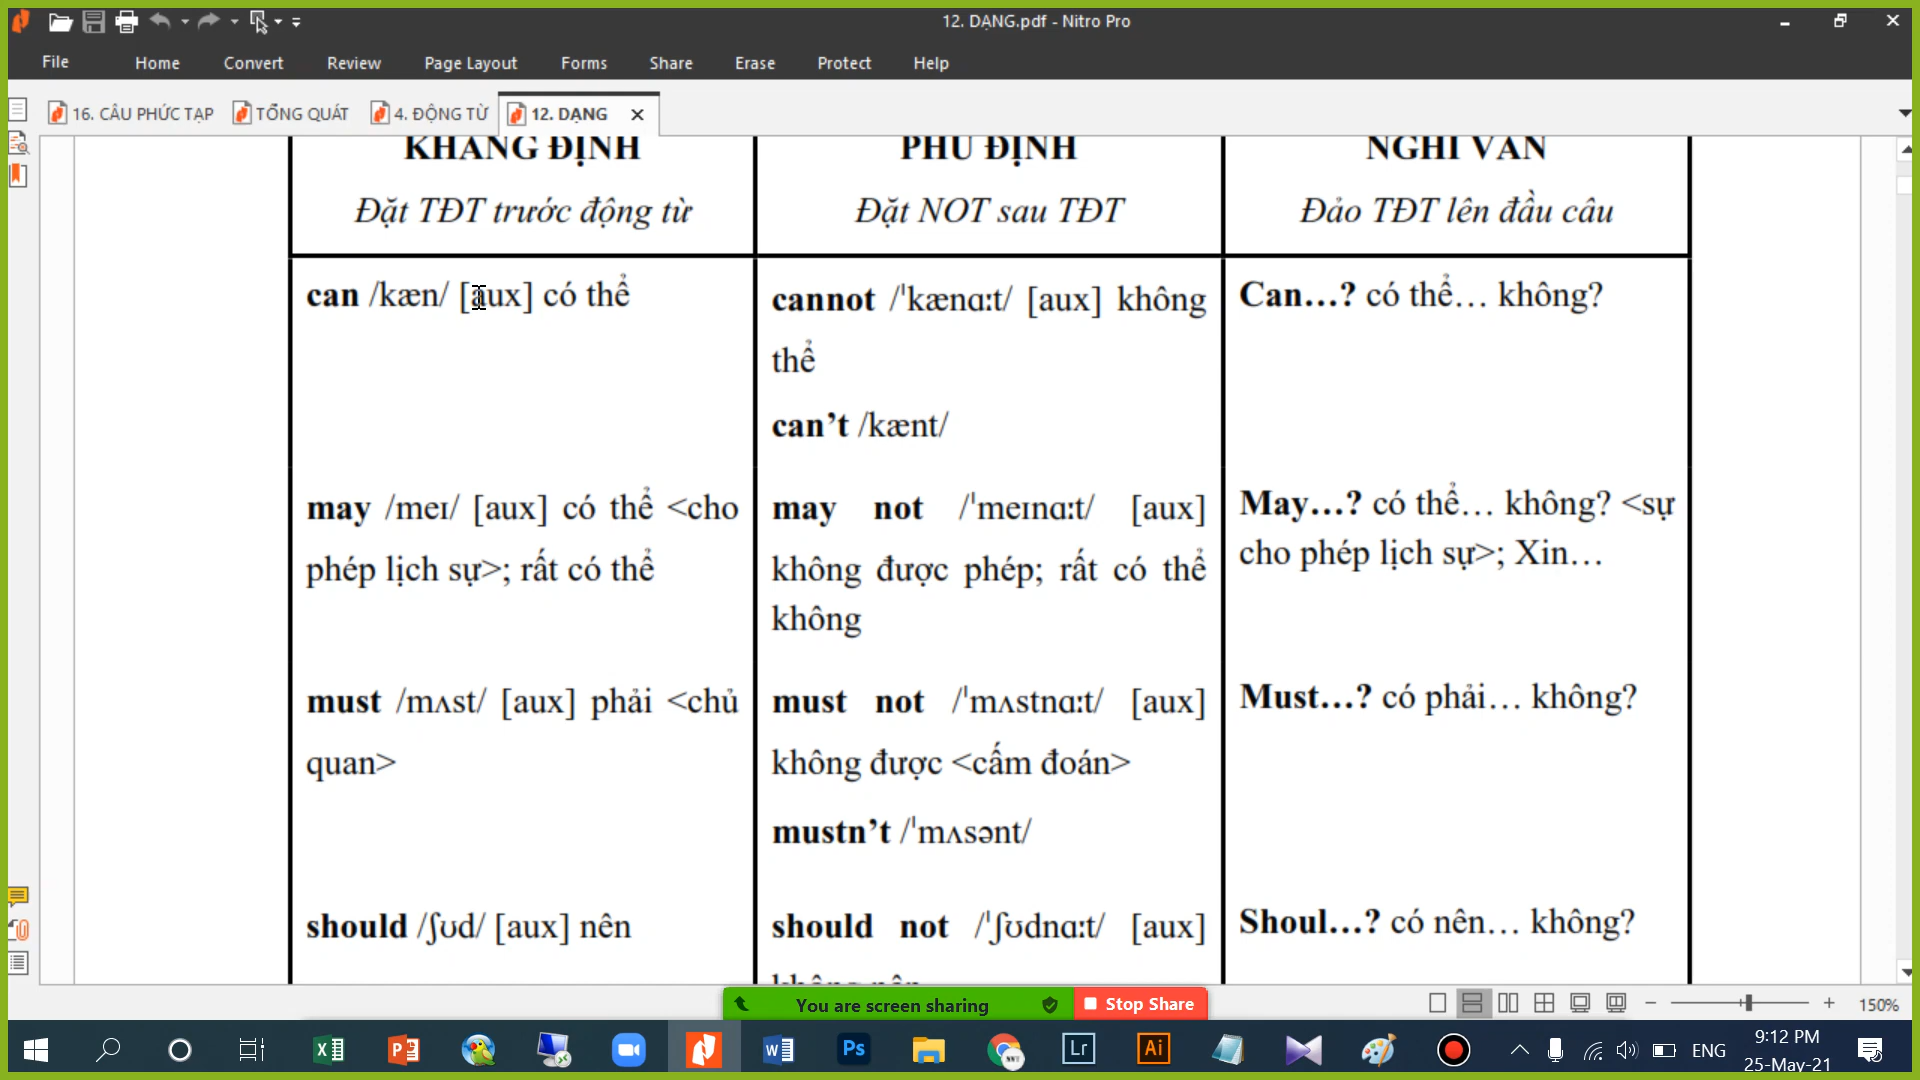 12. DẠNG.pdf - Nitro Pro
File Home Convert Review Page Layout Forms Share Erase Protect Help
16. CÂU PHỨC TẠP TỔNG QUÁT 4. ĐỘNG TỪ 12. DẠNG
KHẲNG ĐỊNH PHỦ ĐỊNH NGHI VẤN
Đặt TĐT trước động từ Đặt NOT sau TĐT Đảo TĐT lên đầu câu
can /kæn/ [aux] có thể
cannot /ˈkænɑːt/ [aux] không
thể
can’t /kænt/
Can…? có thể… không?
may /meɪ/ [aux] có thể <cho
phép lịch sự>; rất có thể
may not /ˈmeɪnɑːt/ [aux]
không được phép; rất có thể
không
May…? có thể… không? <sự
cho phép lịch sự>; Xin…
must /mʌst/ [aux] phải <chủ
quan>
must not /ˈmʌstnɑːt/ [aux]
không được <cấm đoán>
mustn’t /ˈmʌsənt/
Must…? có phải… không?
should /ʃʊd/ [aux] nên
should not /ˈʃʊdnɑːt/ [aux]
không nên
Shoul…? có nên… không?
You are screen sharing Stop Share
150%
Ps Lr Ai
ENG
9:12 PM
25-May-21